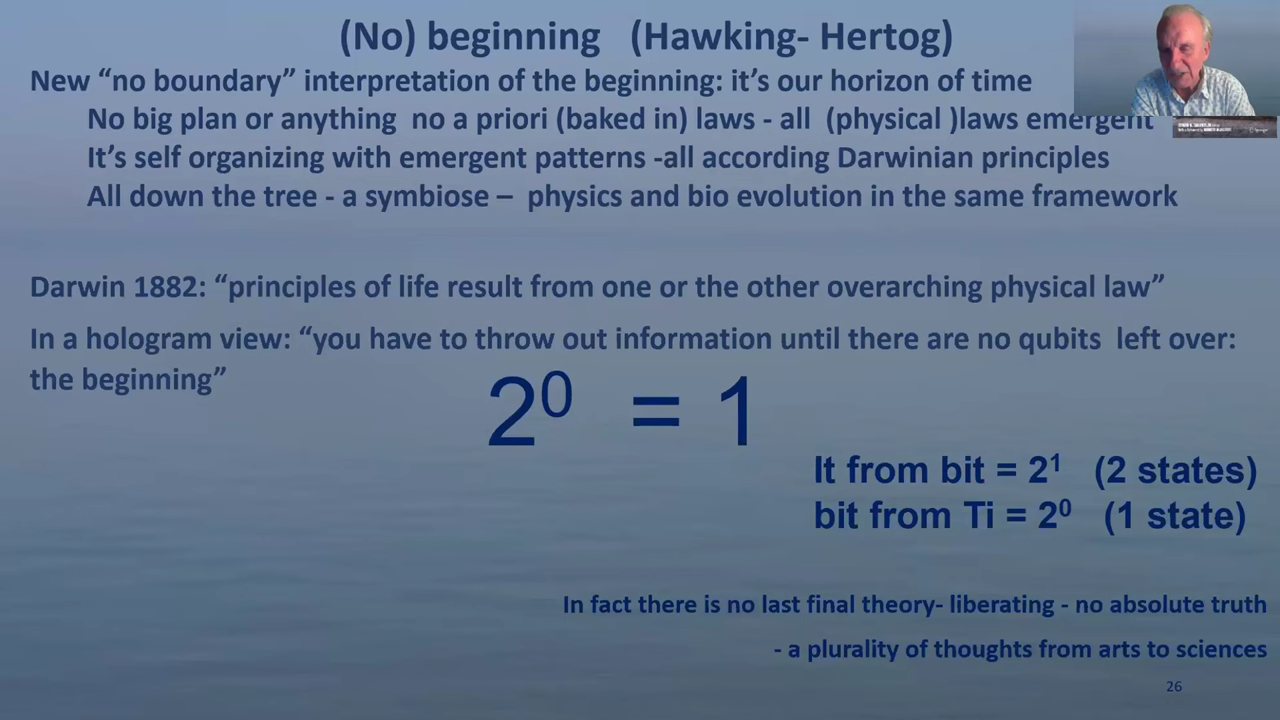 (No) beginning (Hawking- Hertog)
New “no boundary” interpretation of the beginning: it’s our horizon of time
No big plan or anything no a priori (baked in) laws - all (physical )laws emergent
It’s self organizing with emergent patterns -all according Darwinian principles
All down the tree - a symbiose – physics and bio evolution in the same framework
Darwin 1882: “principles of life result from one or the other overarching physical law”
In a hologram view: “you have to throw out information until there are no qubits left over:
the beginning”
2⁰ = 1
It from bit = 2¹ (2 states)
bit from Ti = 2⁰ (1 state)
In fact there is no last final theory- liberating - no absolute truth
- a plurality of thoughts from arts to sciences
26